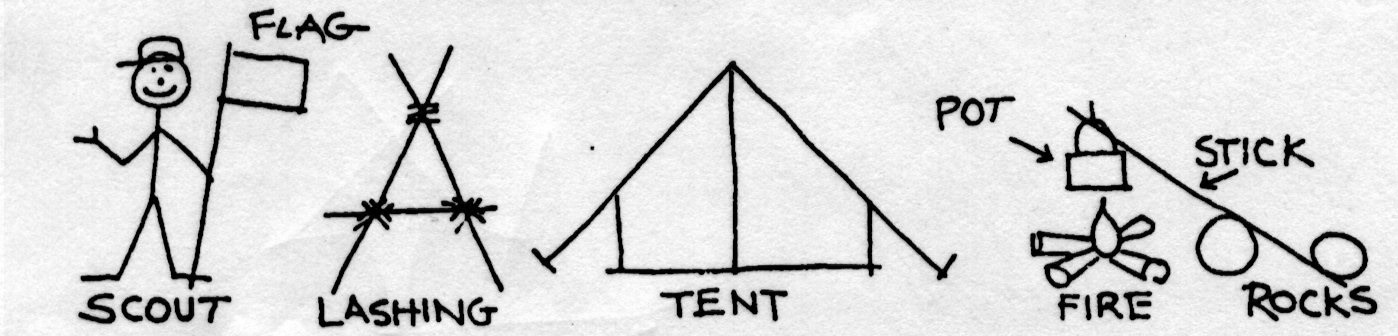 FLAG
SCOUT
LASHING
TENT
POT
STICK
FIRE
ROCKS